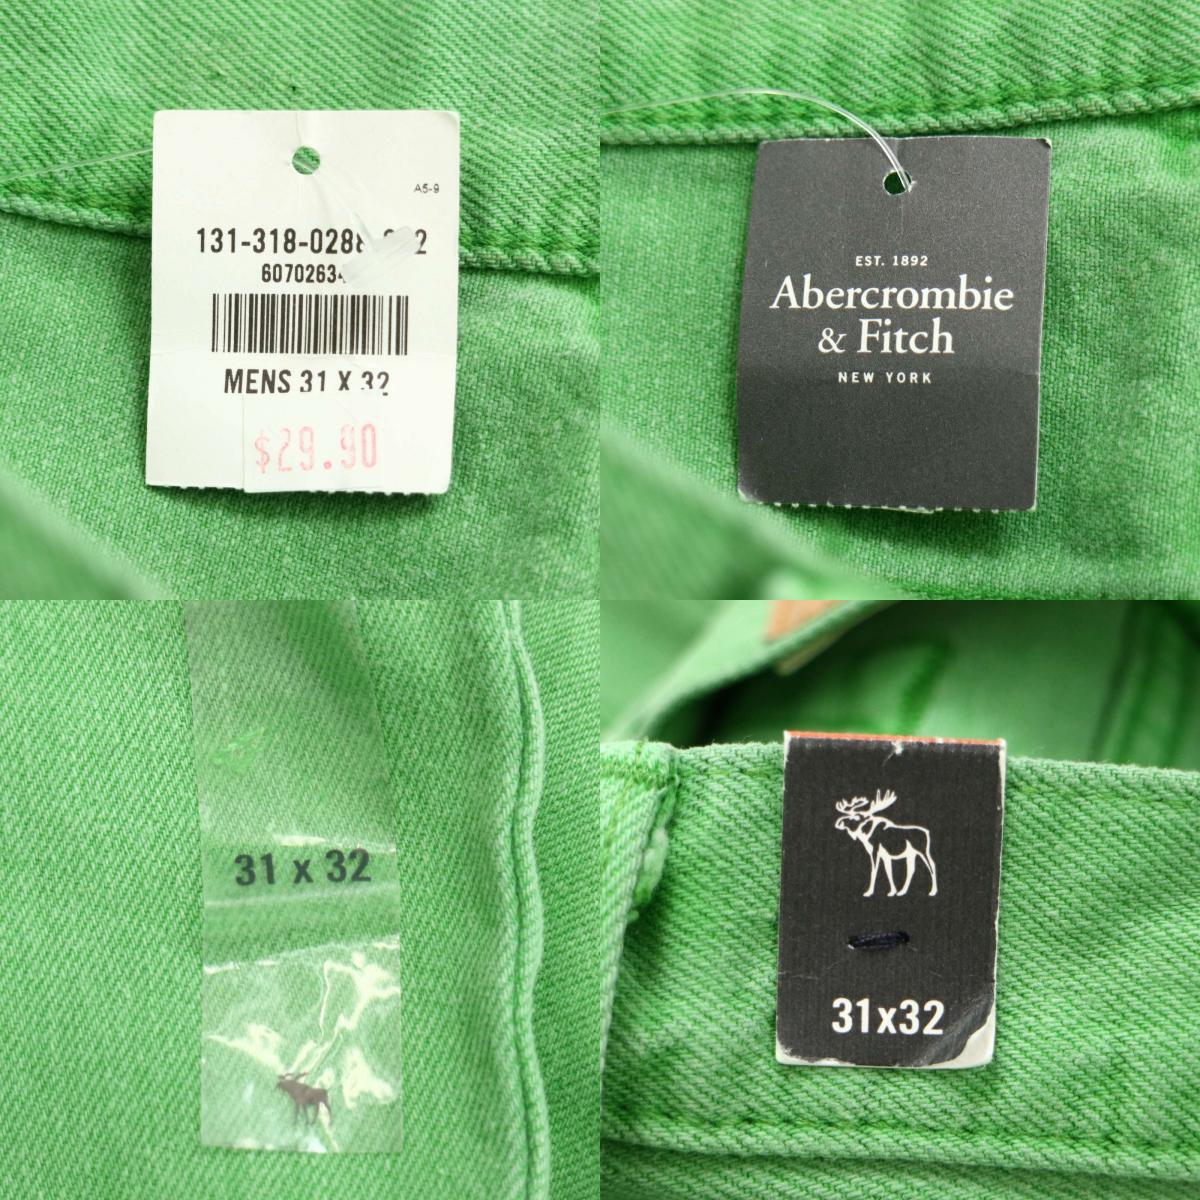 A5-9
131-318-0288
60702634
MENS 31 X 32
$29.90
EST. 1892
Abercrombie
& Fitch
NEW YORK
31 x 32
31x32